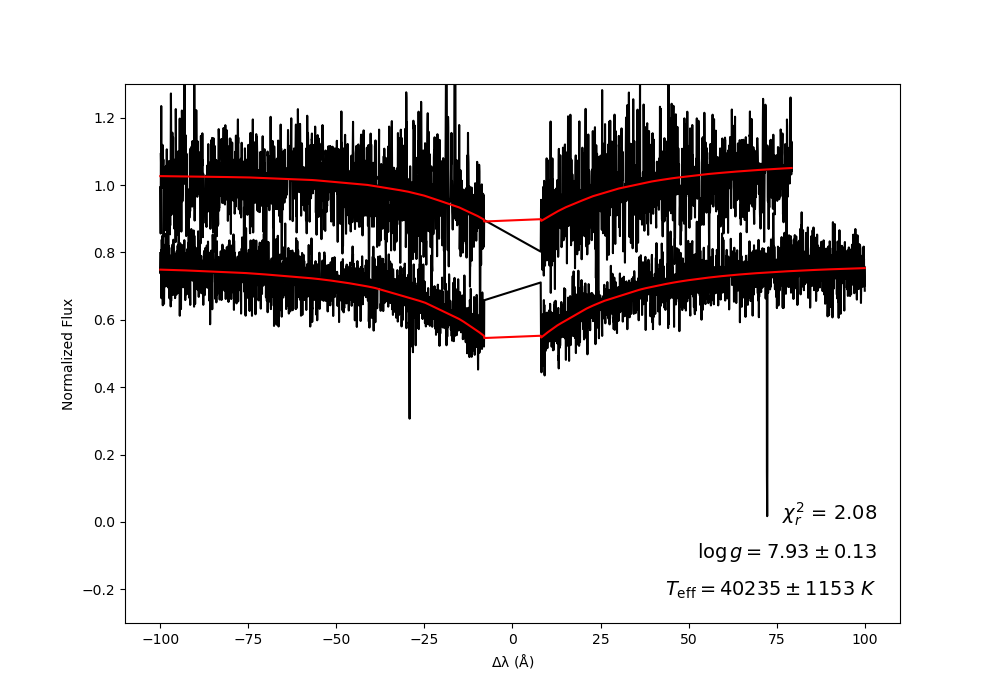 1.2
1.0
0.8
0.6
0.4
0.2
0.0
−0.2
Normalized Flux
χ²ᵣ = 2.08
log g = 7.93 ± 0.13
T_eff = 40235 ± 1153 K
−100 −75 −50 −25 0 25 50 75 100
Δλ (Å)